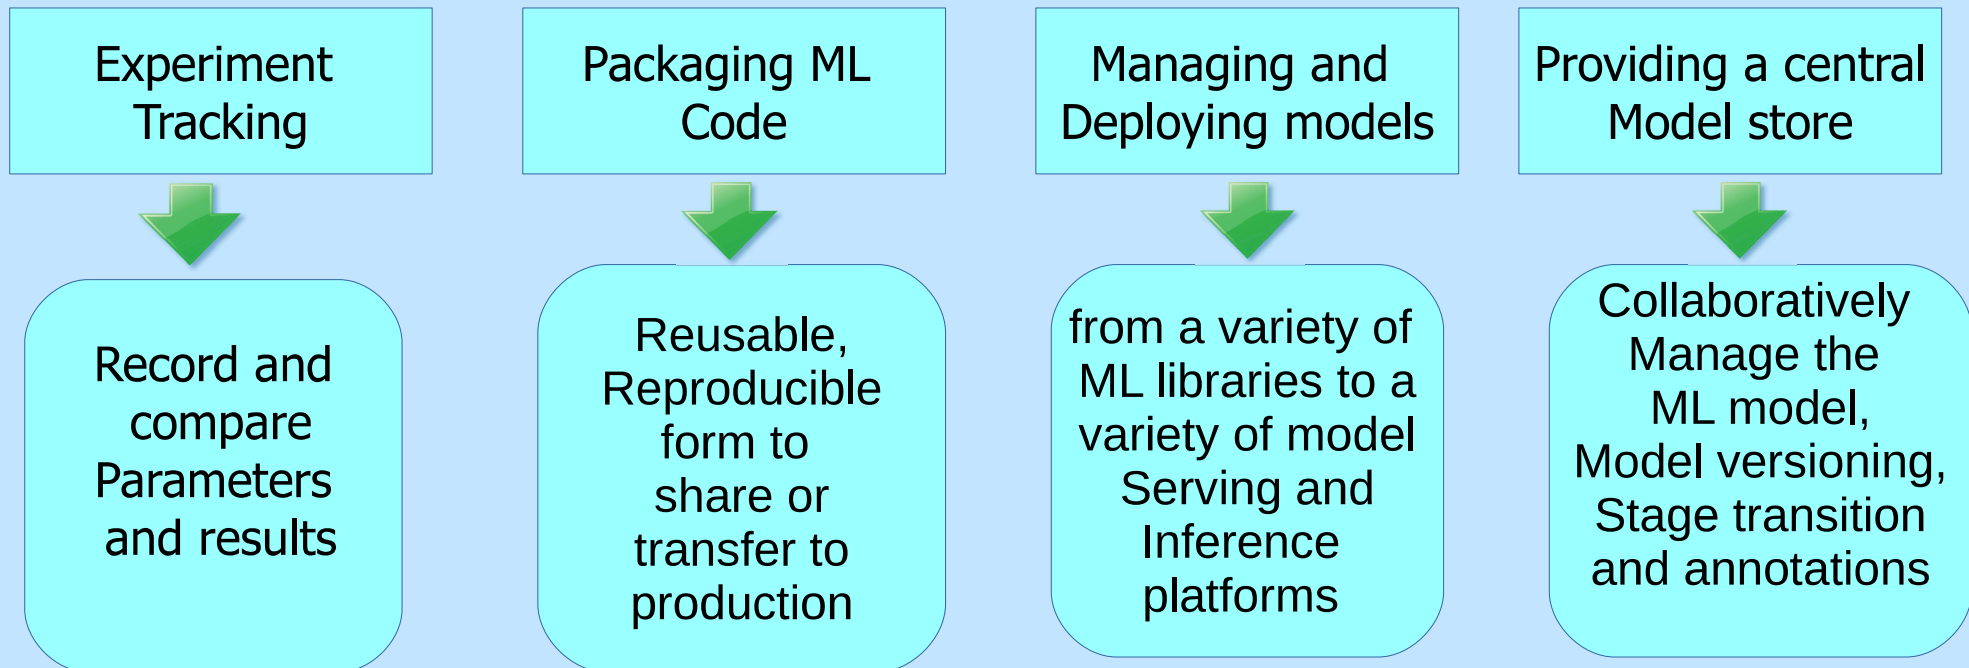 Experiment
Tracking
Packaging ML
Code
Managing and
Deploying models
Providing a central
Model store
Record and
compare
Parameters
and results
Reusable,
Reproducible
form to
share or
transfer to
production
from a variety of
ML libraries to a
variety of model
Serving and
Inference
platforms
Collaboratively
Manage the
ML model,
Model versioning,
Stage transition
and annotations